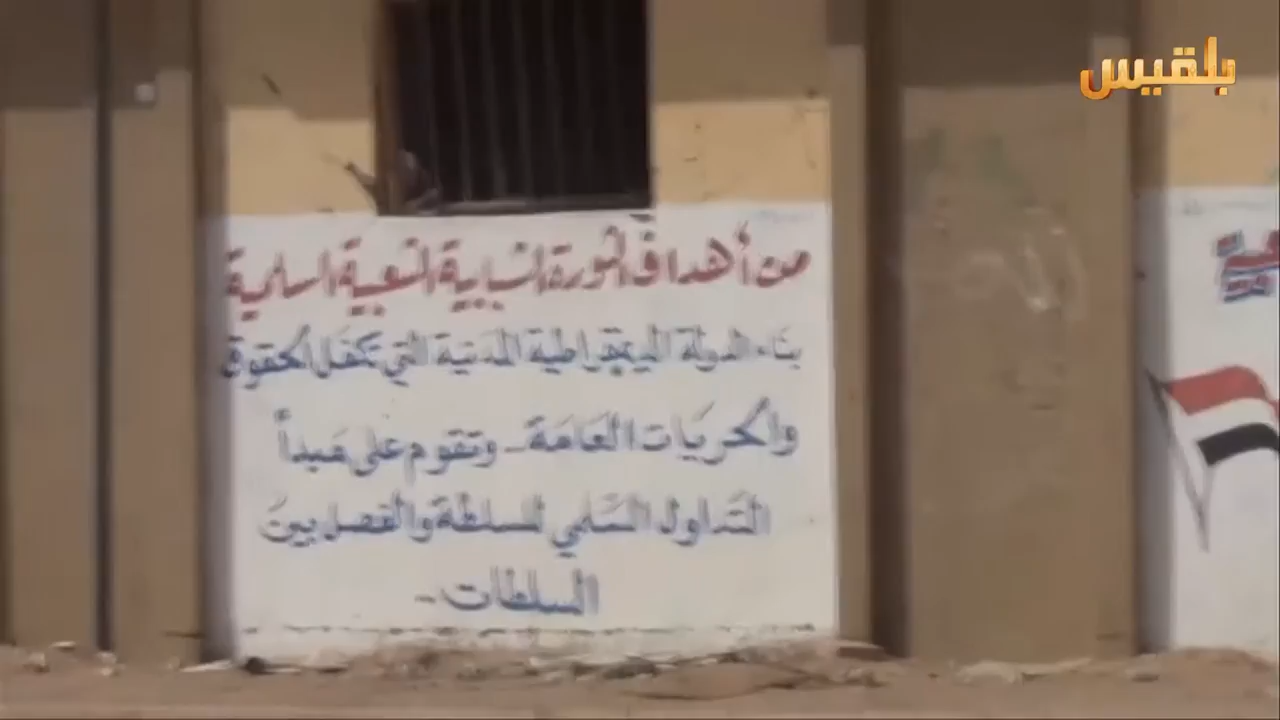 بلقيس
من أهداف الثورة الشبابية الشعبية السلمية
بناء الدولة الديمقراطية المدنية التي تكفل الحقوق
والحريات العامة - وتقوم على مبدأ
التداول السلمي للسلطة والفصل بين
السلطات -